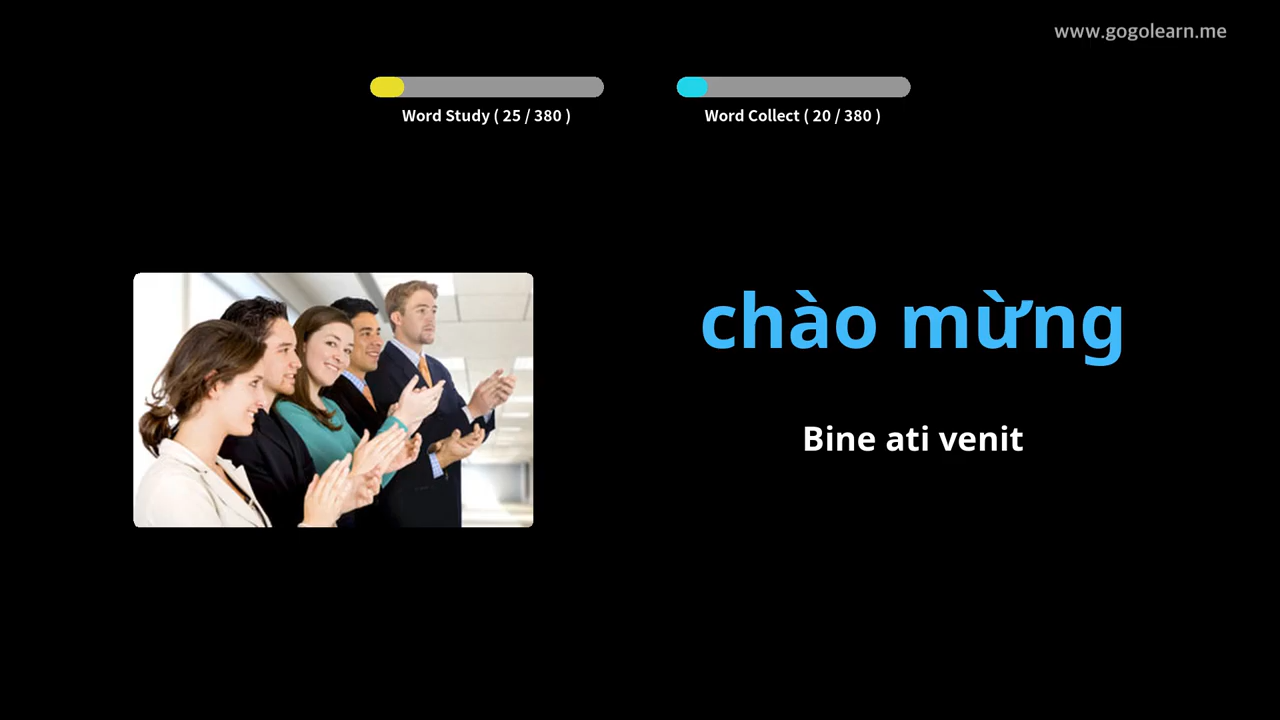 www.gogolearn.me
Word Study ( 25 / 380 )
Word Collect ( 20 / 380 )
chào mừng
Bine ati venit